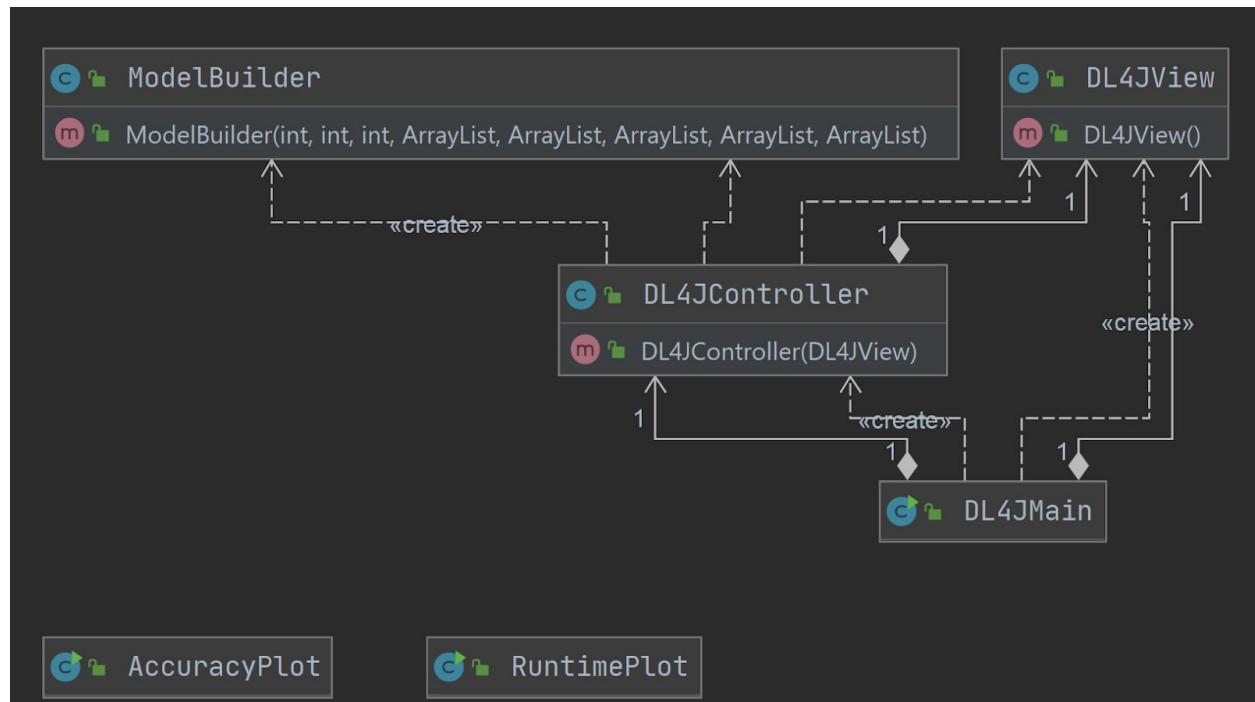 ModelBuilder
ModelBuilder(int, int, int, ArrayList, ArrayList, ArrayList, ArrayList, ArrayList)
DL4JView
DL4JView()
«create»
1
1
1
DL4JController
DL4JController(DL4JView)
«create»
1
«create»
1
1
DL4JMain
AccuracyPlot
RuntimePlot